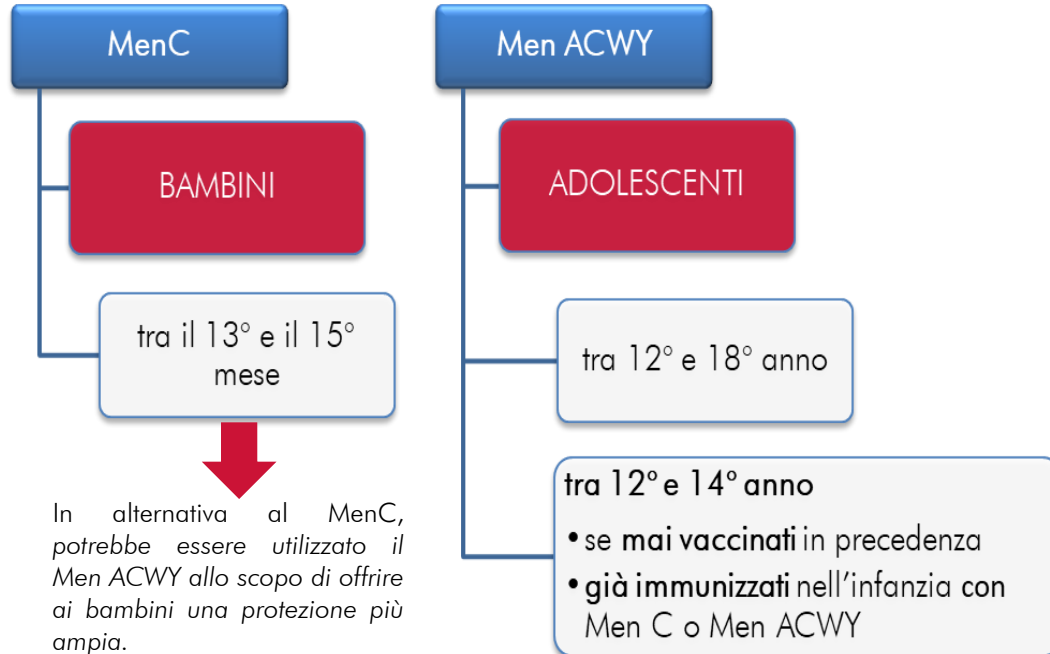 MenC
BAMBINI
tra il 13° e il 15°
mese
In alternativa al MenC,
potrebbe essere utilizzato il
Men ACWY allo scopo di offrire
ai bambini una protezione più
ampia.
Men ACWY
ADOLESCENTI
tra 12° e 18° anno
tra 12° e 14° anno
• se mai vaccinati in precedenza
• già immunizzati nell'infanzia con
Men C o Men ACWY